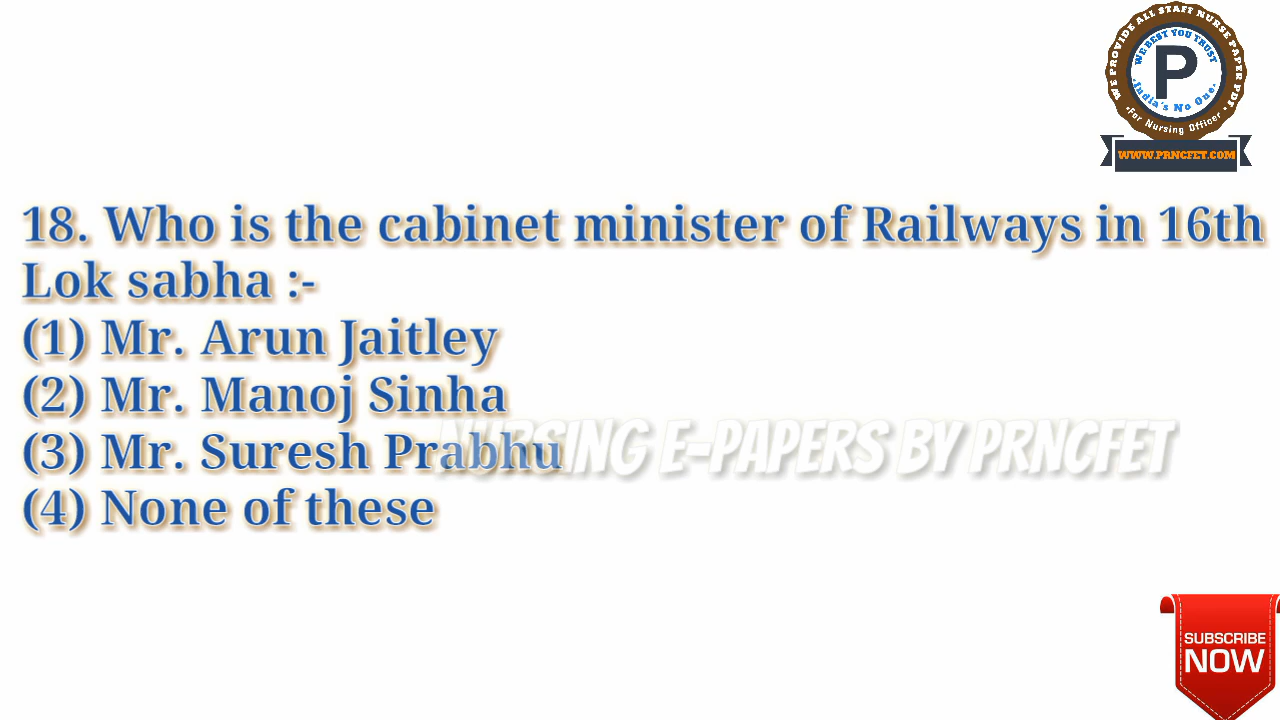 WE PROVIDE ALL STAFF NURSE PAPER PDF
WE BEST YOU TRUST
P
India's No One
For Nursing Officer
WWW.PRNCFET.COM
18. Who is the cabinet minister of Railways in 16th
Lok sabha :-
(1) Mr. Arun Jaitley
(2) Mr. Manoj Sinha
(3) Mr. Suresh Prabhu
NURSING E-PAPERS BY PRNCFET
(4) None of these
SUBSCRIBE
NOW